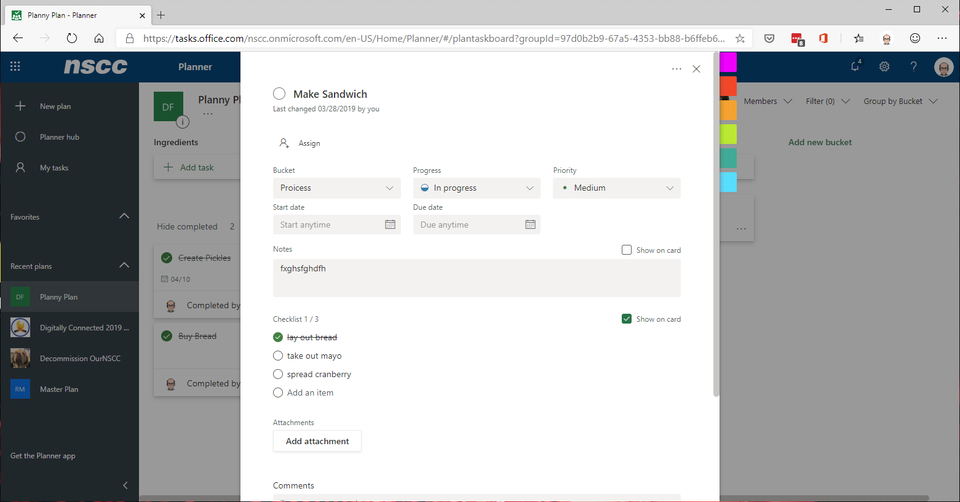 Planny Plan - Planner
https://tasks.office.com/nscc.onmicrosoft.com/en-US/Home/Planner/#/plantaskboard?groupId=97d0b2b9-67a5-4353-bb88-b6ffeb6...
6
nscc
Planner
1
?
New plan
Planner hub
My tasks
Favorites
Recent plans
DF
Planny Plan
Digitally Connected 2019 ...
Decommission OurNSCC
RM
Master Plan
Get the Planner app
DF
Planny Pl
...
Ingredients
Add task
Hide completed 2
Create Pickles
04/10
Completed by
Buy Bread
Completed by
Make Sandwich
Last changed 03/28/2019 by you
Assign
Bucket
Proicess
Progress
In progress
Priority
Medium
Start date
Start anytime
Due date
Due anytime
Notes
Show on card
fxghsfghdfh
Checklist 1 / 3
Show on card
lay out bread
take out mayo
spread cranberry
Add an item
Attachments
Add attachment
Comments
Members
Filter (0)
Group by Bucket
Add new bucket
...